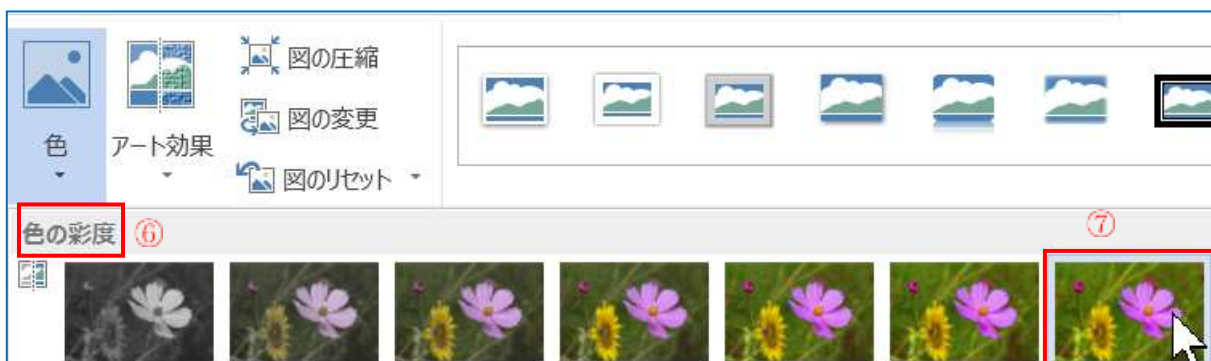 図の圧縮
図の変更
図のリセット
色
アート効果
色の彩度 ⑥
⑦